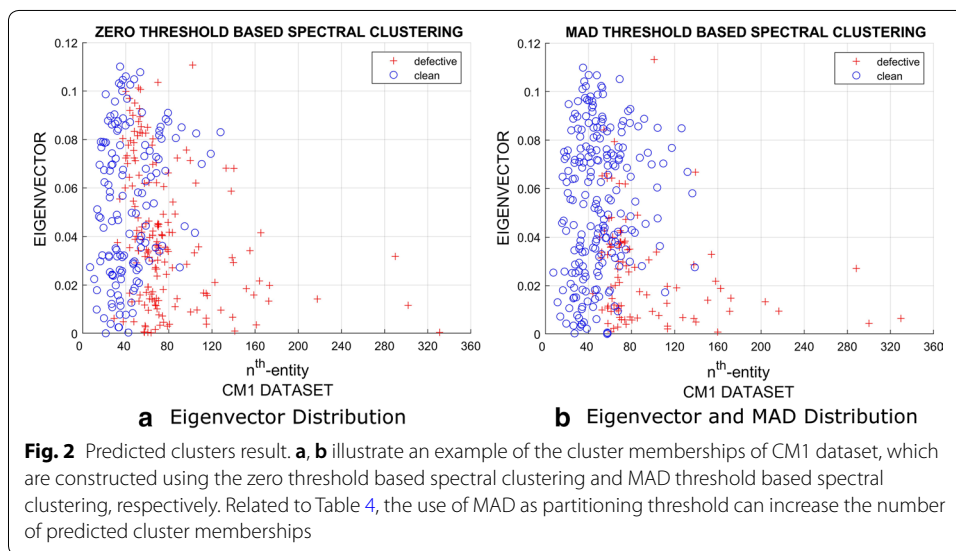 ZERO THRESHOLD BASED SPECTRAL CLUSTERING
0.12
0.1
0.08
0.06
0.04
0.02
0
EIGENVECTOR
defective
clean
0 40 80 120 160 200 240 280 320 360
nth-entity
CM1 DATASET
a Eigenvector Distribution
MAD THRESHOLD BASED SPECTRAL CLUSTERING
0.12
0.1
0.08
0.06
0.04
0.02
0
EIGENVECTOR
defective
clean
0 40 80 120 160 200 240 280 320 360
nth-entity
CM1 DATASET
b Eigenvector and MAD Distribution
Fig. 2 Predicted clusters result. a, b illustrate an example of the cluster memberships of CM1 dataset, which
are constructed using the zero threshold based spectral clustering and MAD threshold based spectral
clustering, respectively. Related to Table 4, the use of MAD as partitioning threshold can increase the number
of predicted cluster memberships